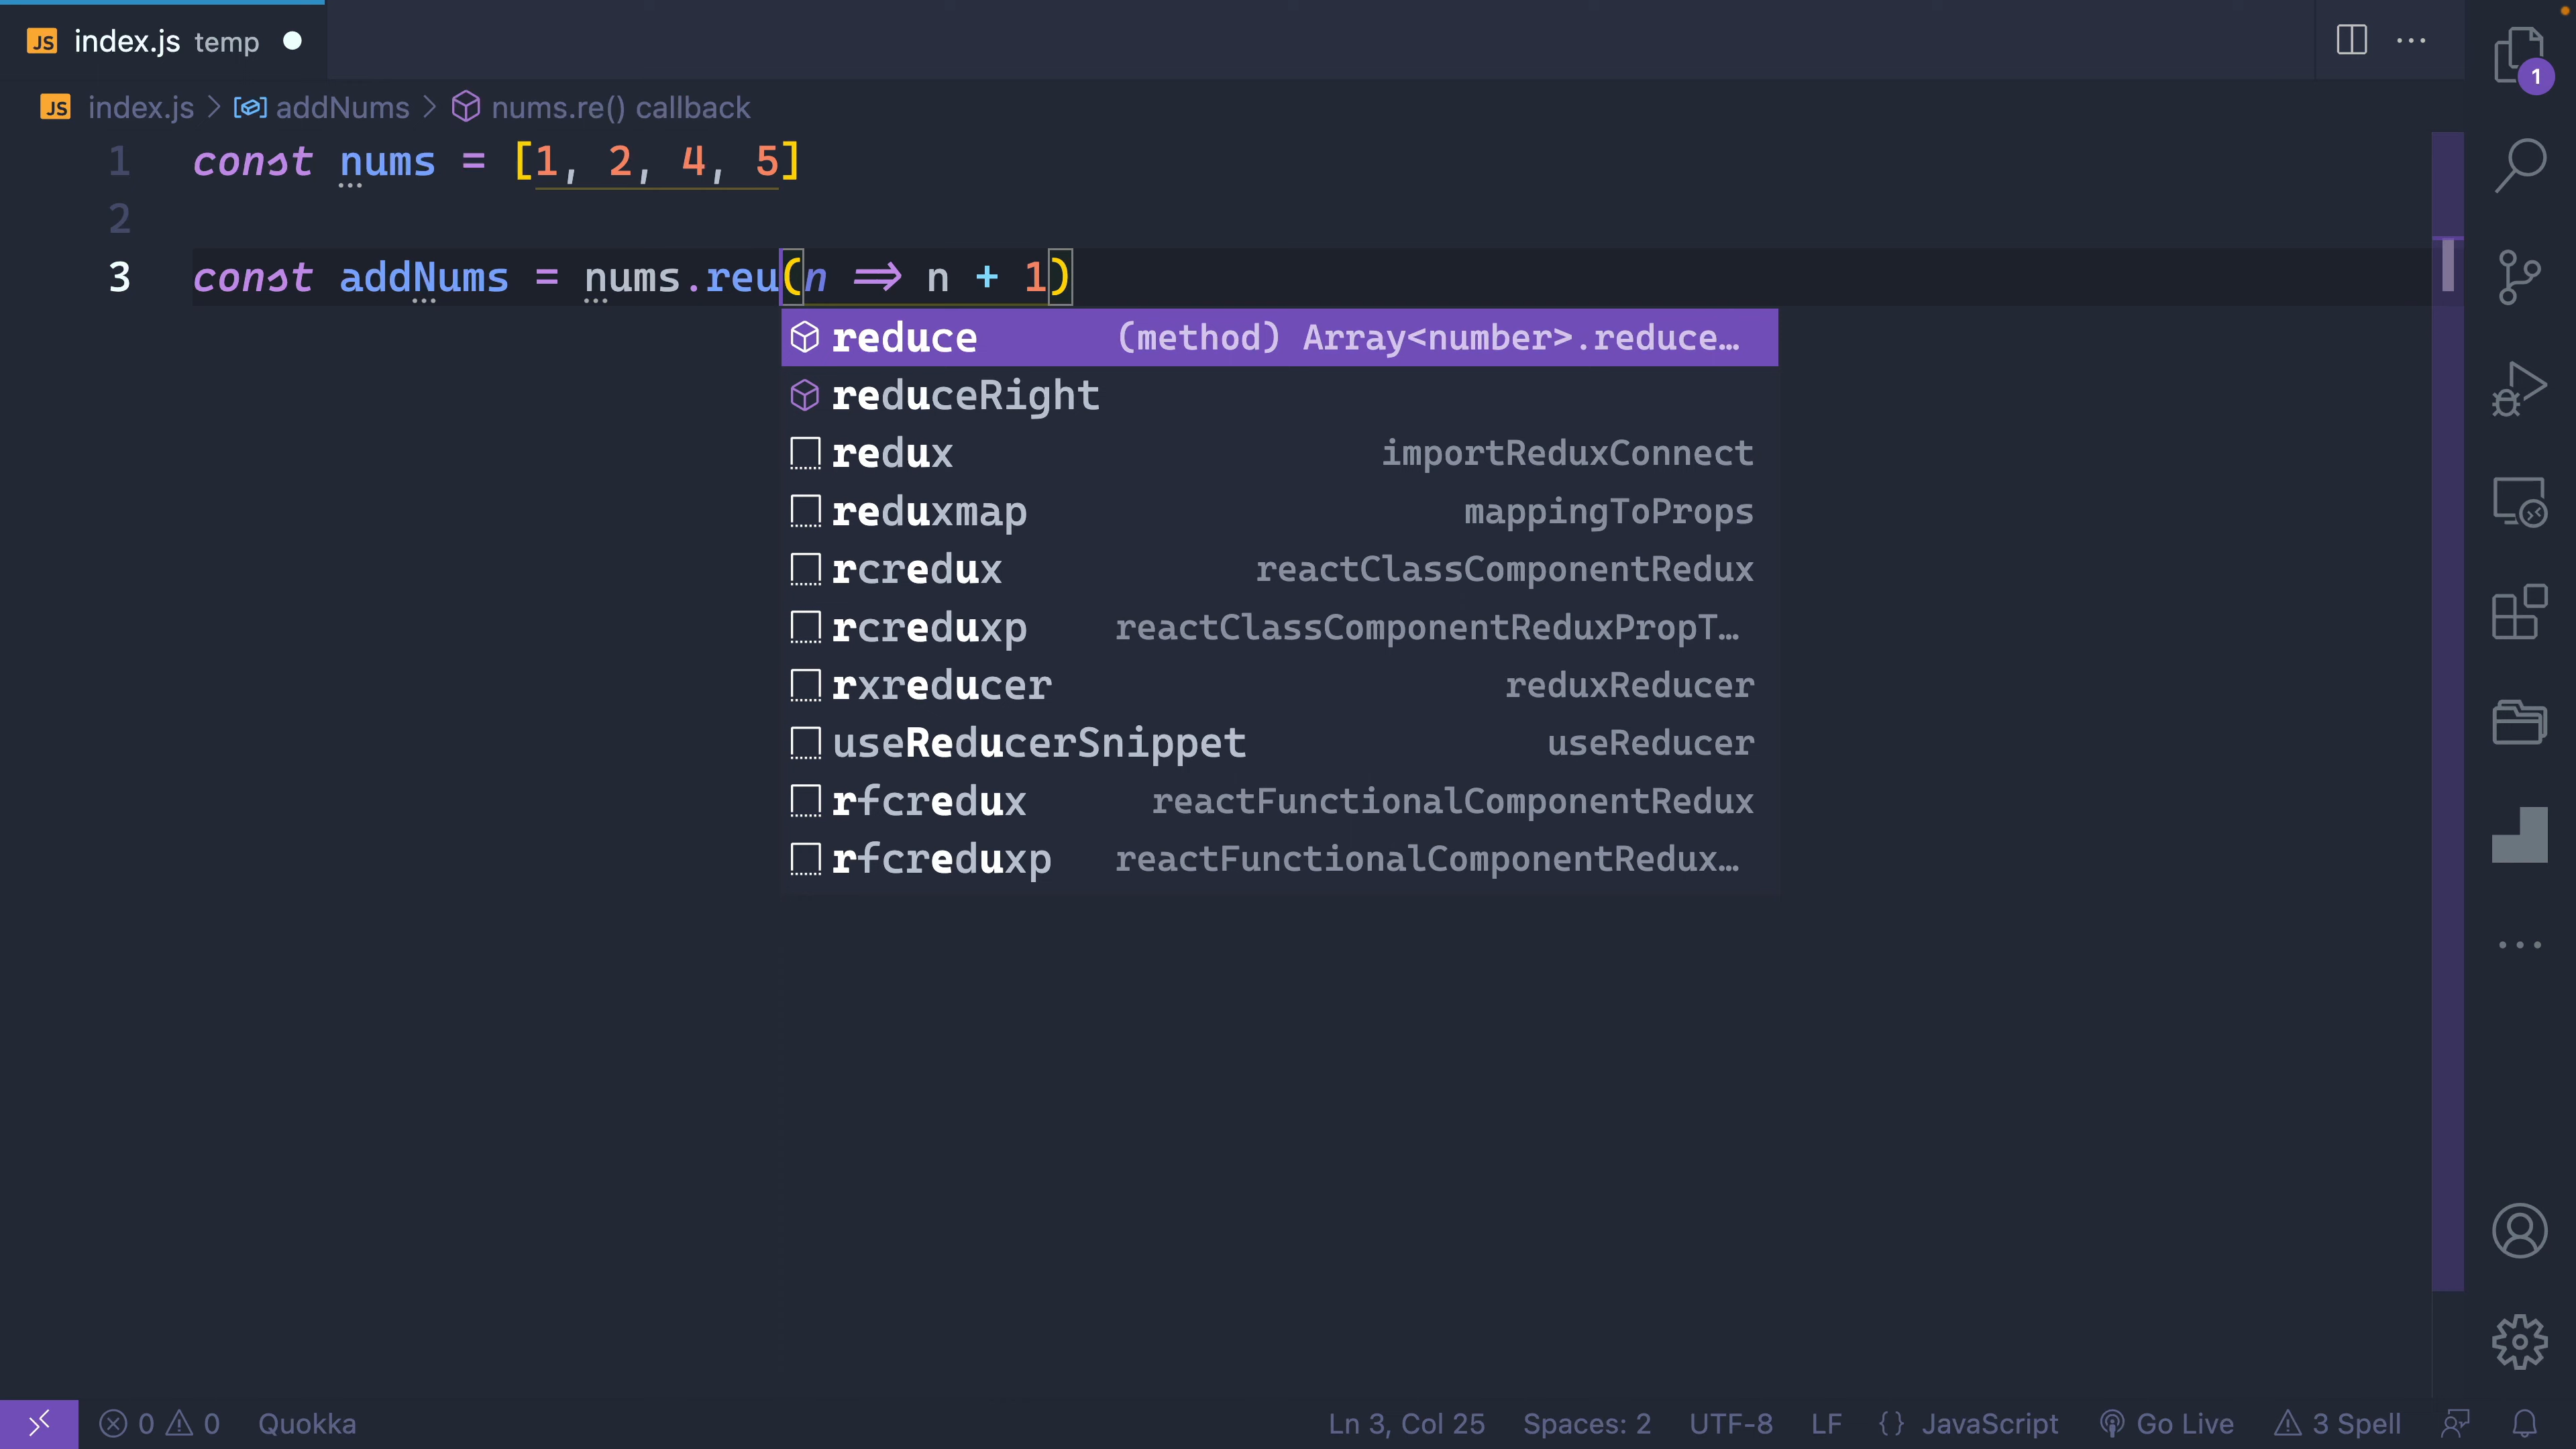 JS index.js temp
1
JS index.js > addNums > nums.re() callback
1 const nums = [1, 2, 4, 5]
2
3 const addNums = nums.reu(n => n + 1)
reduce (method) Array<number>.reduce…
reduceRight
redux importReduxConnect
reduxmap mappingToProps
rcredux reactClassComponentRedux
rcreduxp reactClassComponentReduxPropT…
rxreducer reduxReducer
useReducerSnippet useReducer
rfcredux reactFunctionalComponentRedux
rfcreduxp reactFunctionalComponentRedux…
0 0 Quokka Ln 3, Col 25 Spaces: 2 UTF-8 LF {} JavaScript Go Live 3 Spell